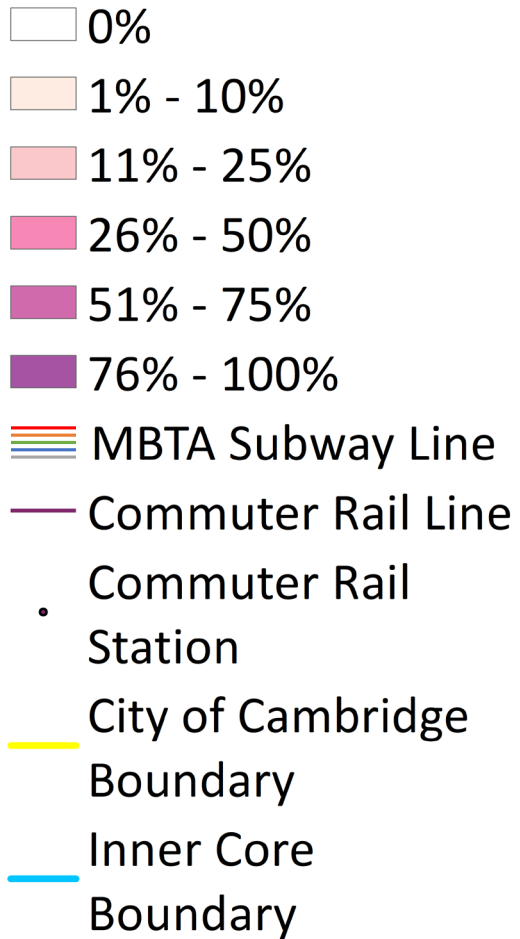 0%
1% - 10%
11% - 25%
26% - 50%
51% - 75%
76% - 100%
MBTA Subway Line
Commuter Rail Line
Commuter Rail
Station
City of Cambridge
Boundary
Inner Core
Boundary